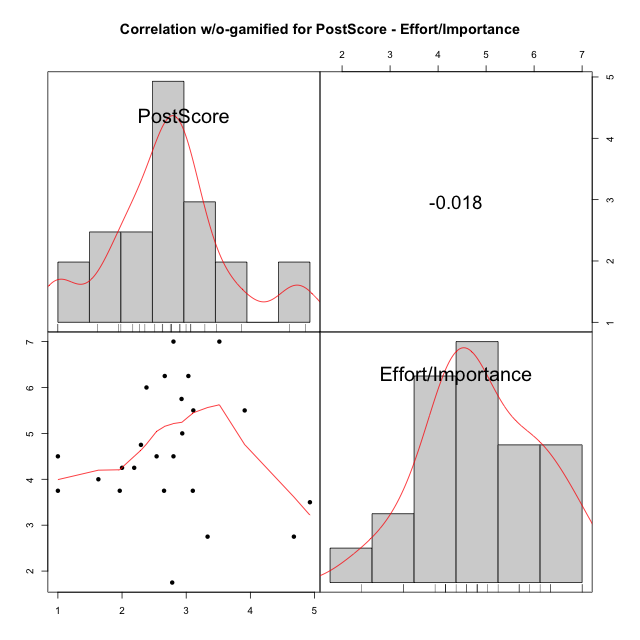 Correlation w/o-gamified for PostScore - Effort/Importance
2 3 4 5 6 7
PostScore
-0.018
5
4
3
2
1
Effort/Importance
7
6
5
4
3
2
1 2 3 4 5